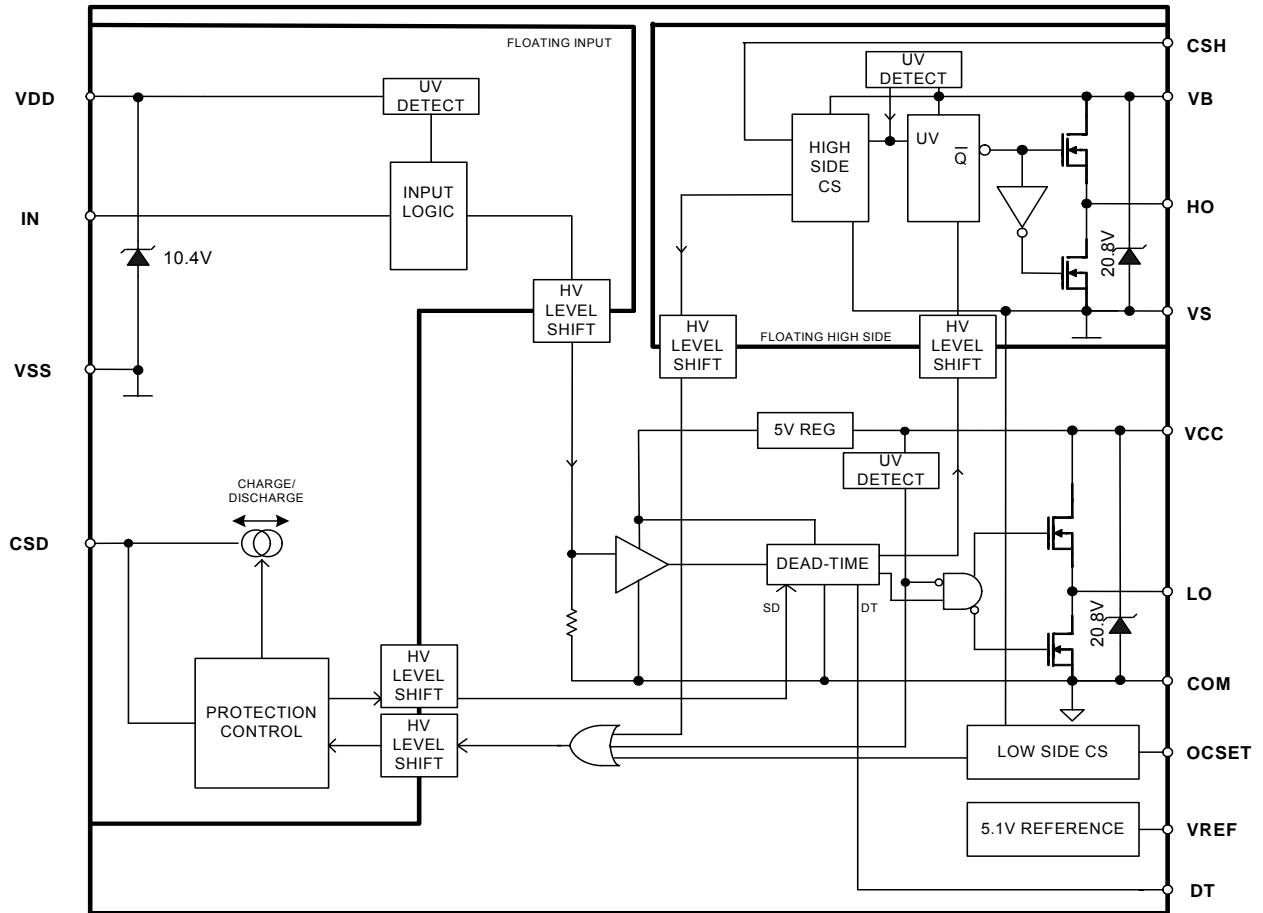 FLOATING INPUT
CSH
UV
DETECT
VDD
UV
DETECT
VB
HIGH
SIDE
CS
UV
Q
INPUT
LOGIC
IN
HO
10.4V
20.8V
HV
LEVEL
SHIFT
VS
HV
LEVEL
SHIFT
FLOATING HIGH SIDE
HV
LEVEL
SHIFT
VSS
5V REG
VCC
UV
DETECT
CHARGE/
DISCHARGE
CSD
DEAD-TIME
SD
DT
LO
20.8V
HV
LEVEL
SHIFT
COM
PROTECTION
CONTROL
HV
LEVEL
SHIFT
LOW SIDE CS
OCSET
5.1V REFERENCE
VREF
DT